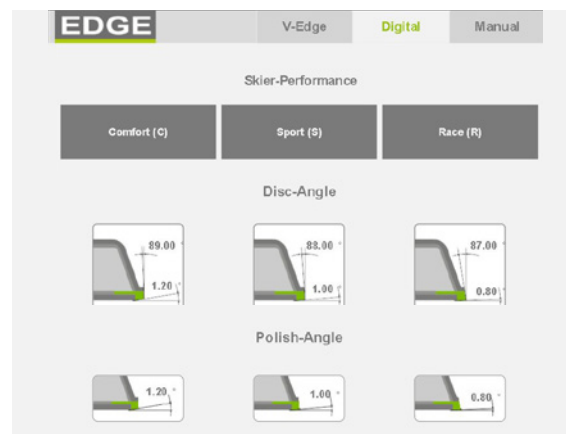 EDGE V-Edge Digital Manual
Skier-Performance
Comfort (C) Sport (S) Race (R)
Disc-Angle
89.00 ° 88.00 ° 87.00 °
1.20 ° 1.00 ° 0.80 °
Polish-Angle
1.20 ° 1.00 ° 0.80 °